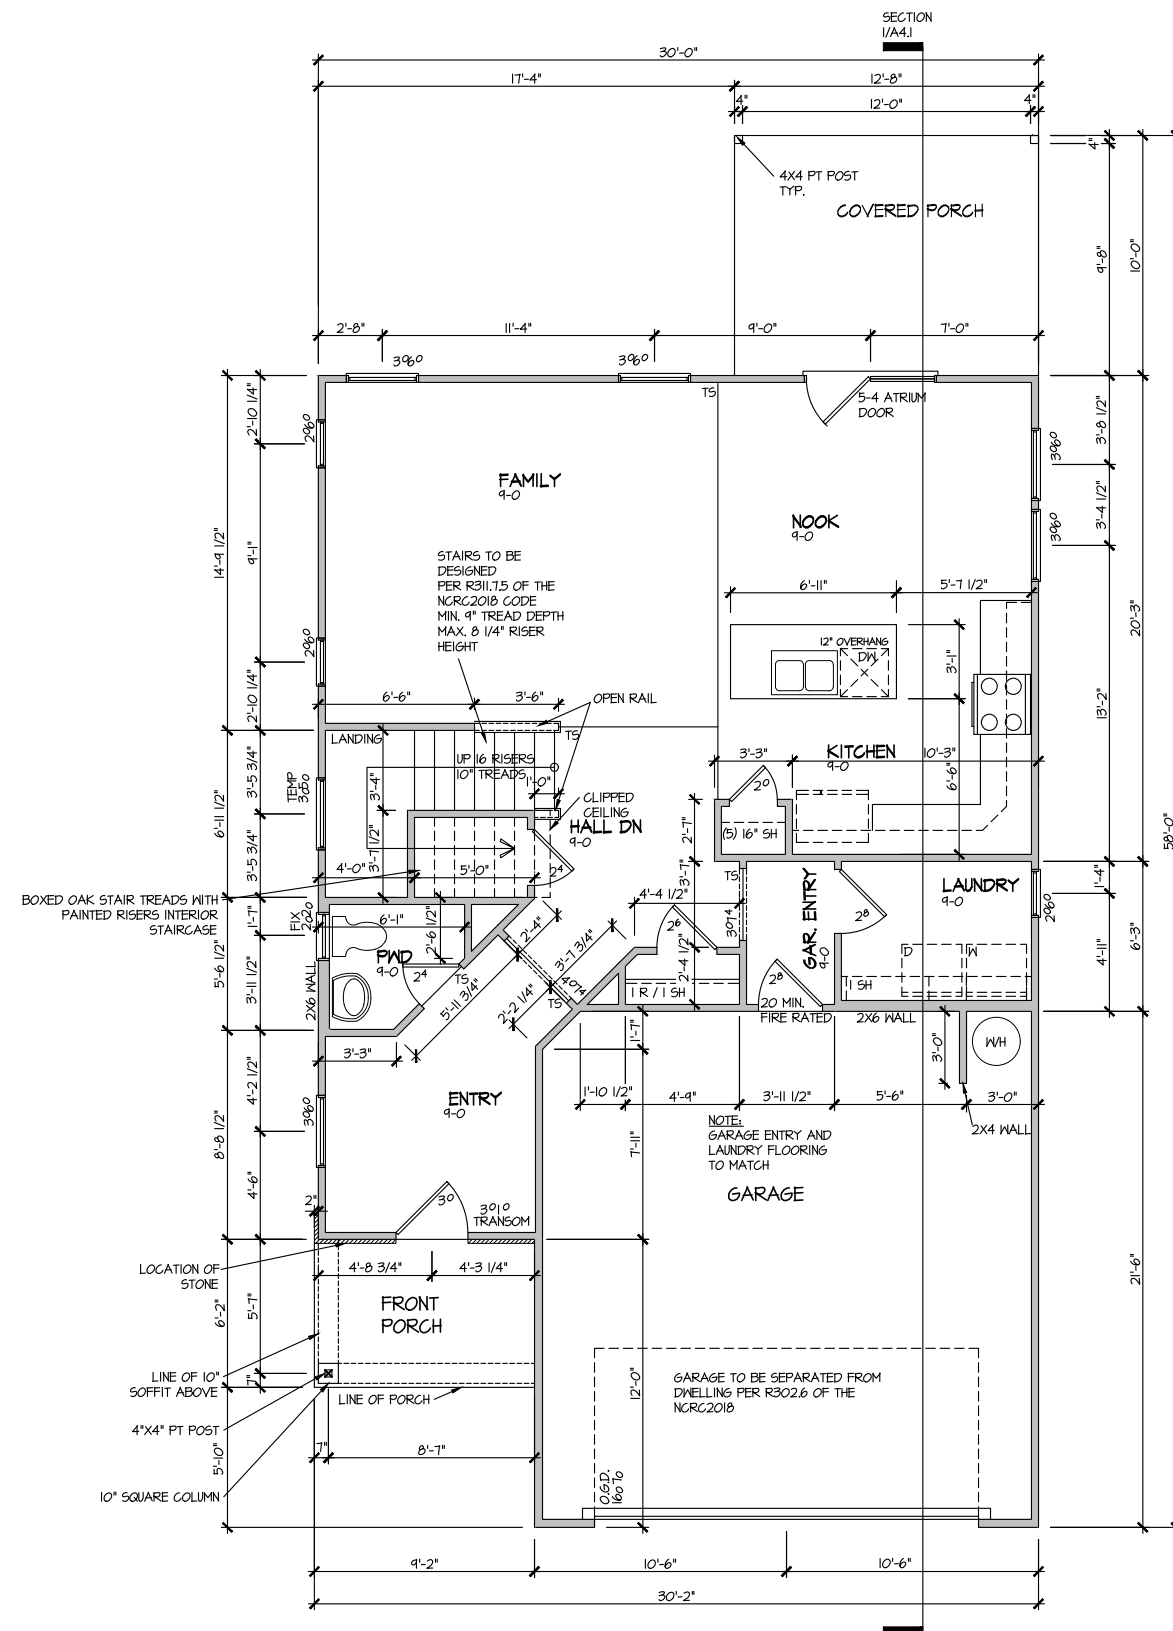 SECTION
1/A4.1
30'-0"
17'-4"
12'-8"
4"
12'-0"
4"
4X4 PT POST
TYP.
COVERED PORCH
4"
9'-8"
10'-0"
2'-8"
11'-4"
9'-0"
7'-0"
3060
3060
TS
5-4 ATRIUM
DOOR
2'-10 1/4"
2060
3'-8 1/2"
3060
FAMILY
9-0
NOOK
9-0
3'-4 1/2"
3060
14'-9 1/2"
9'-1"
STAIRS TO BE
DESIGNED
PER R311.7.5 OF THE
NCRC2018 CODE
MIN. 9" TREAD DEPTH
MAX. 8 1/4" RISER
HEIGHT
6'-11"
5'-7 1/2"
20'-3"
2060
12" OVERHANG
DW.
3'-1"
2'-10 1/4"
6'-6"
3'-6"
OPEN RAIL
13'-2"
LANDING
TS
UP 16 RISERS
10" TREADS
1'-0"
3'-3"
KITCHEN
9-0
10'-3"
6'-6"
TEMP
3050
3'-5 3/4"
3'-4"
CLIPPED
CEILING
20
6'-11 1/2"
HALL DN
9-0
2'-7"
(5) 16" SH
58'-0"
3'-5 3/4"
3'-7 1/2"
4'-0"
5'-0"
24
3'-7"
TS
1'-4"
BOXED OAK STAIR TREADS WITH
PAINTED RISERS INTERIOR
STAIRCASE
4'-4 1/2"
LAUNDRY
9-0
1'-7"
FIX
2020
6'-1"
2'-6 1/2"
2'-4"
26
3014
GAR. ENTRY
9-0
28
2060
6'-3"
5'-6 1/2"
3'-11 1/2"
PWD
9-0
24
TS
3'-7 3/4"
4074
2'-4 1/2"
D
W
4'-11"
2X6 WALL
5'-11 3/4"
2'-2 1/4"
TS
1 R / 1 SH
28
20 MIN.
FIRE RATED
1 SH
2X6 WALL
3'-3"
1'-7"
3'-0"
W/H
4'-2 1/2"
3060
ENTRY
9-0
1'-10 1/2"
4'-9"
3'-11 1/2"
5'-6"
3'-0"
8'-8 1/2"
7'-11"
NOTE:
GARAGE ENTRY AND
LAUNDRY FLOORING
TO MATCH
2X4 WALL
4'-6"
2"
30
3010
TRANSOM
GARAGE
LOCATION OF
STONE
4'-8 3/4"
4'-3 1/4"
6'-2"
5'-7"
FRONT
PORCH
21'-6"
LINE OF 10"
SOFFIT ABOVE
7"
LINE OF PORCH
12'-0"
GARAGE TO BE SEPARATED FROM
DWELLING PER R302.6 OF THE
NCRC2018
4"X4" PT POST
5'-10"
7"
8'-7"
10" SQUARE COLUMN
O.G.D.
16070
9'-2"
10'-6"
10'-6"
30'-2"